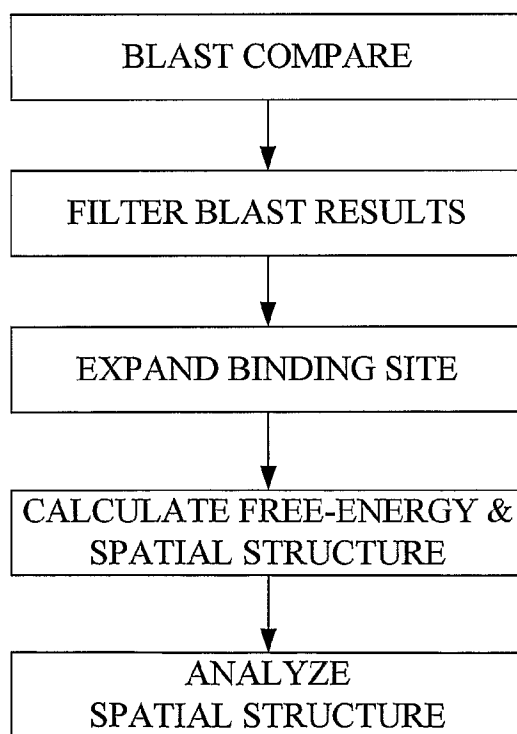 BLAST COMPARE
FILTER BLAST RESULTS
EXPAND BINDING SITE
CALCULATE FREE-ENERGY &
SPATIAL STRUCTURE
ANALYZE
SPATIAL STRUCTURE